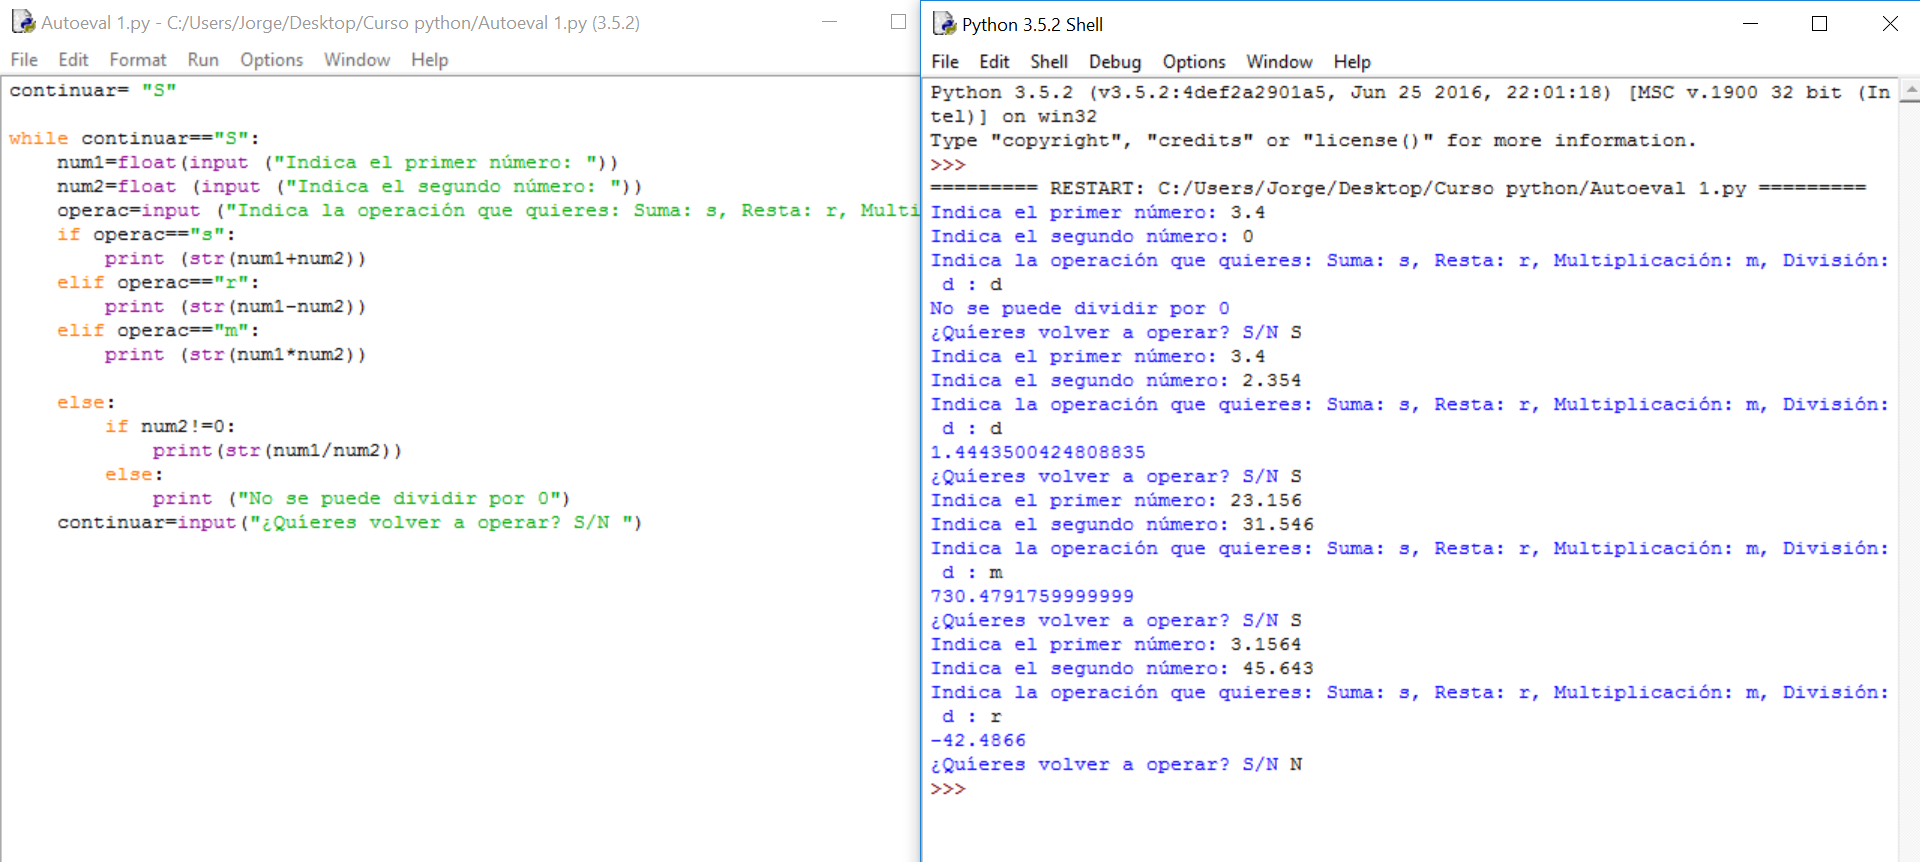 Autoeval 1.py - C:/Users/Jorge/Desktop/Curso python/Autoeval 1.py (3.5.2)
File Edit Format Run Options Window Help
continuar= "S"
while continuar=="S":
    num1=float(input ("Indica el primer número: "))
    num2=float (input ("Indica el segundo número: "))
    operac=input ("Indica la operación que quieres: Suma: s, Resta: r, Multi
    if operac=="s":
        print (str(num1+num2))
    elif operac=="r":
        print (str(num1-num2))
    elif operac=="m":
        print (str(num1*num2))
    else:
        if num2!=0:
            print(str(num1/num2))
        else:
            print ("No se puede dividir por 0")
    continuar=input("¿Quíeres volver a operar? S/N ")
Python 3.5.2 Shell
File Edit Shell Debug Options Window Help
Python 3.5.2 (v3.5.2:4def2a2901a5, Jun 25 2016, 22:01:18) [MSC v.1900 32 bit (In
tel)] on win32
Type "copyright", "credits" or "license()" for more information.
>>>
========= RESTART: C:/Users/Jorge/Desktop/Curso python/Autoeval 1.py =========
Indica el primer número: 3.4
Indica el segundo número: 0
Indica la operación que quieres: Suma: s, Resta: r, Multiplicación: m, División:
 d : d
No se puede dividir por 0
¿Quíeres volver a operar? S/N S
Indica el primer número: 3.4
Indica el segundo número: 2.354
Indica la operación que quieres: Suma: s, Resta: r, Multiplicación: m, División:
 d : d
1.4443500424808835
¿Quíeres volver a operar? S/N S
Indica el primer número: 23.156
Indica el segundo número: 31.546
Indica la operación que quieres: Suma: s, Resta: r, Multiplicación: m, División:
 d : m
730.4791759999999
¿Quíeres volver a operar? S/N S
Indica el primer número: 3.1564
Indica el segundo número: 45.643
Indica la operación que quieres: Suma: s, Resta: r, Multiplicación: m, División:
 d : r
-42.4866
¿Quíeres volver a operar? S/N N
>>>